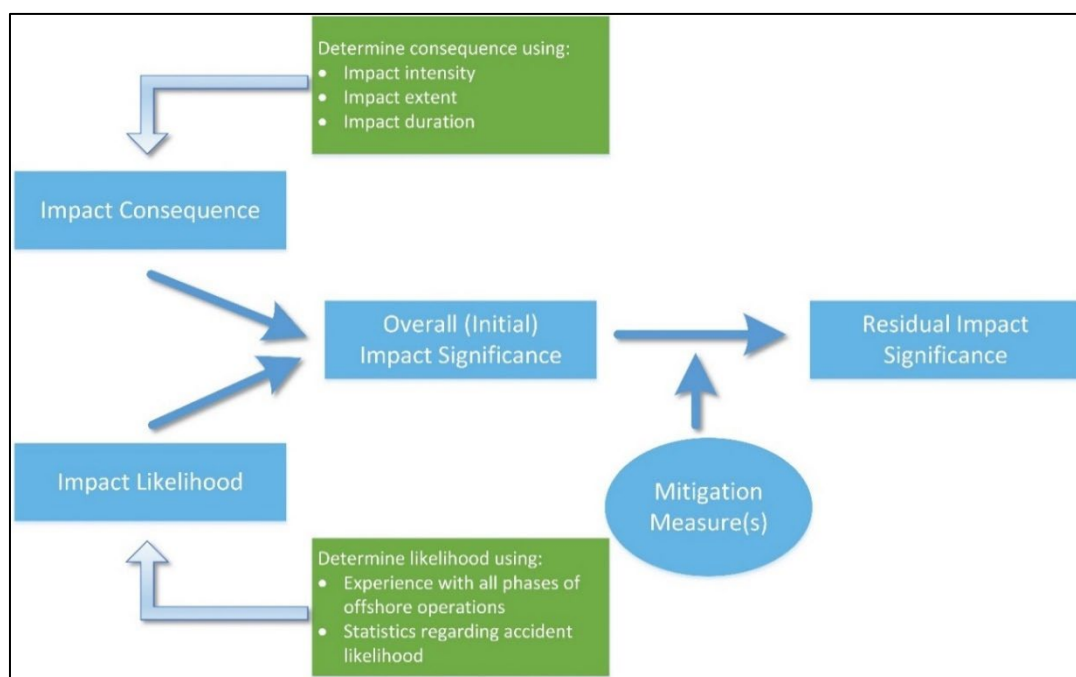 Determine consequence using:
• Impact intensity
• Impact extent
• Impact duration
Impact Consequence
Overall (Initial)
Impact Significance
Residual Impact
Significance
Impact Likelihood
Mitigation
Measure(s)
Determine likelihood using:
• Experience with all phases of
offshore operations
• Statistics regarding accident
likelihood